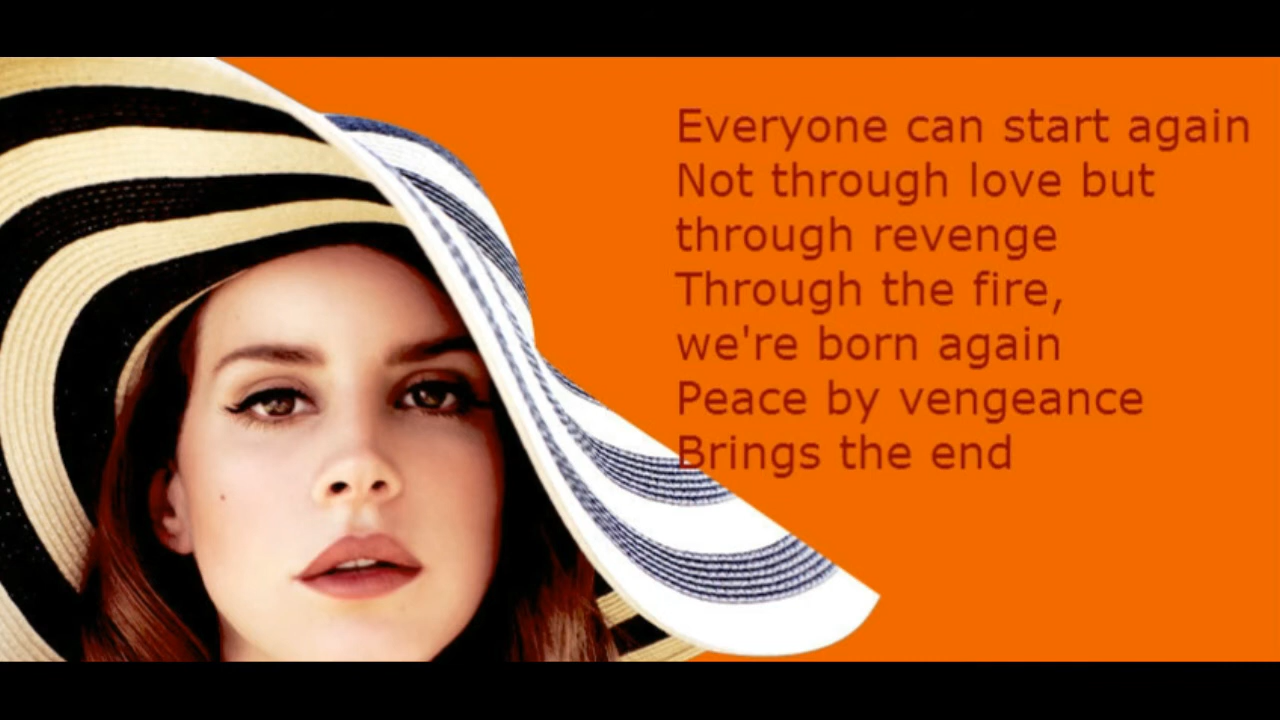 Everyone can start again
Not through love but
through revenge
Through the fire,
we're born again
Peace by vengeance
Brings the end